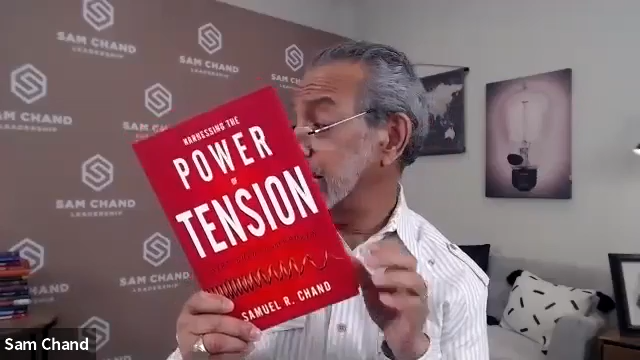 SAM CHAND
LEADERSHIP
SAM CHAND
LEADERSHIP
SAM CHAND
LEADERSHIP
SAM CHAND
LEADERSHIP
SAM CHAND
LEADERSHIP
HARNESSING THE
POWER
OF
TENSION
SAMUEL R. CHAND
Sam Chand